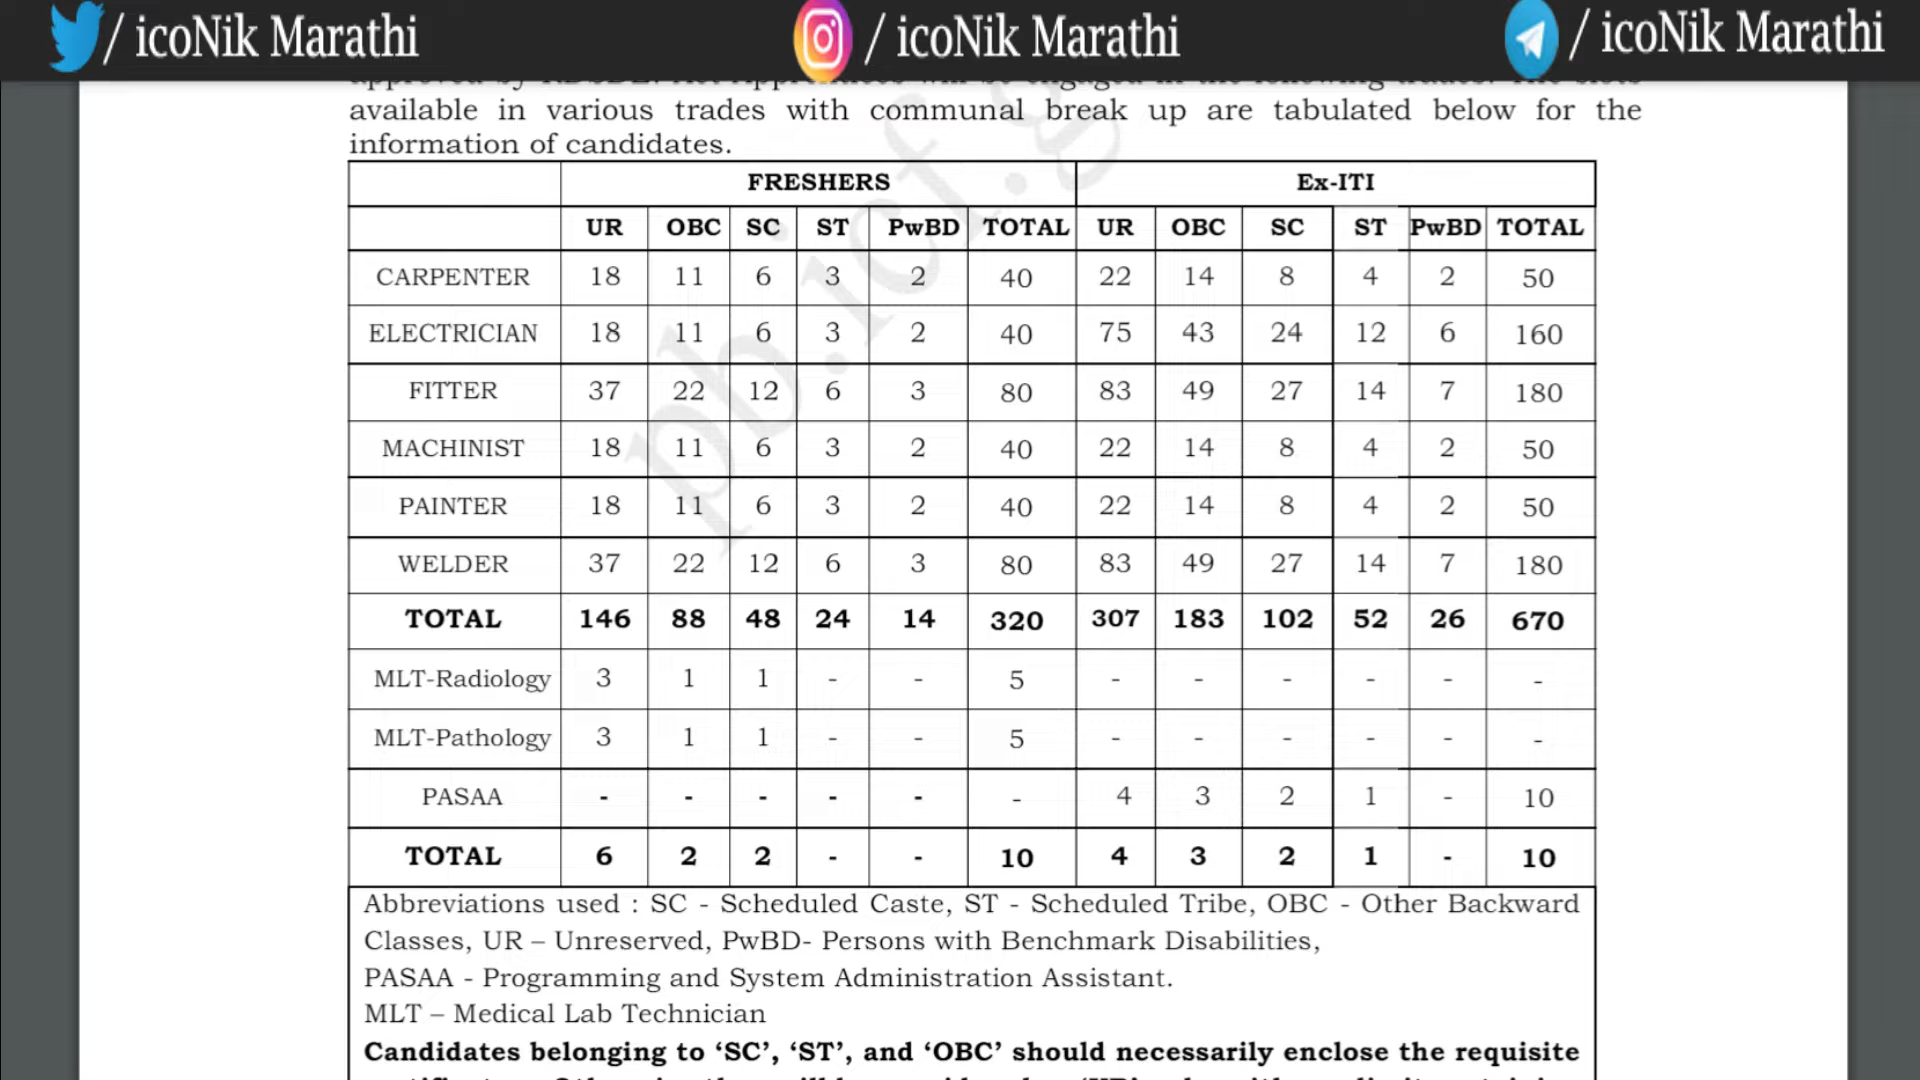 / icoNik Marathi / icoNik Marathi / icoNik Marathi
available in various trades with communal break up are tabulated below for the
information of candidates.
FRESHERS Ex-ITI
UR OBC SC ST PwBD TOTAL UR OBC SC ST PwBD TOTAL
CARPENTER 18 11 6 3 2 40 22 14 8 4 2 50
ELECTRICIAN 18 11 6 3 2 40 75 43 24 12 6 160
FITTER 37 22 12 6 3 80 83 49 27 14 7 180
MACHINIST 18 11 6 3 2 40 22 14 8 4 2 50
PAINTER 18 11 6 3 2 40 22 14 8 4 2 50
WELDER 37 22 12 6 3 80 83 49 27 14 7 180
TOTAL 146 88 48 24 14 320 307 183 102 52 26 670
MLT-Radiology 3 1 1 - - 5 - - - - - -
MLT-Pathology 3 1 1 - - 5 - - - - - -
PASAA - - - - - - 4 3 2 1 - 10
TOTAL 6 2 2 - - 10 4 3 2 1 - 10
Abbreviations used : SC - Scheduled Caste, ST - Scheduled Tribe, OBC - Other Backward
Classes, UR – Unreserved, PwBD- Persons with Benchmark Disabilities,
PASAA - Programming and System Administration Assistant.
MLT – Medical Lab Technician
Candidates belonging to ‘SC’, ‘ST’, and ‘OBC’ should necessarily enclose the requisite
pb.icf.g